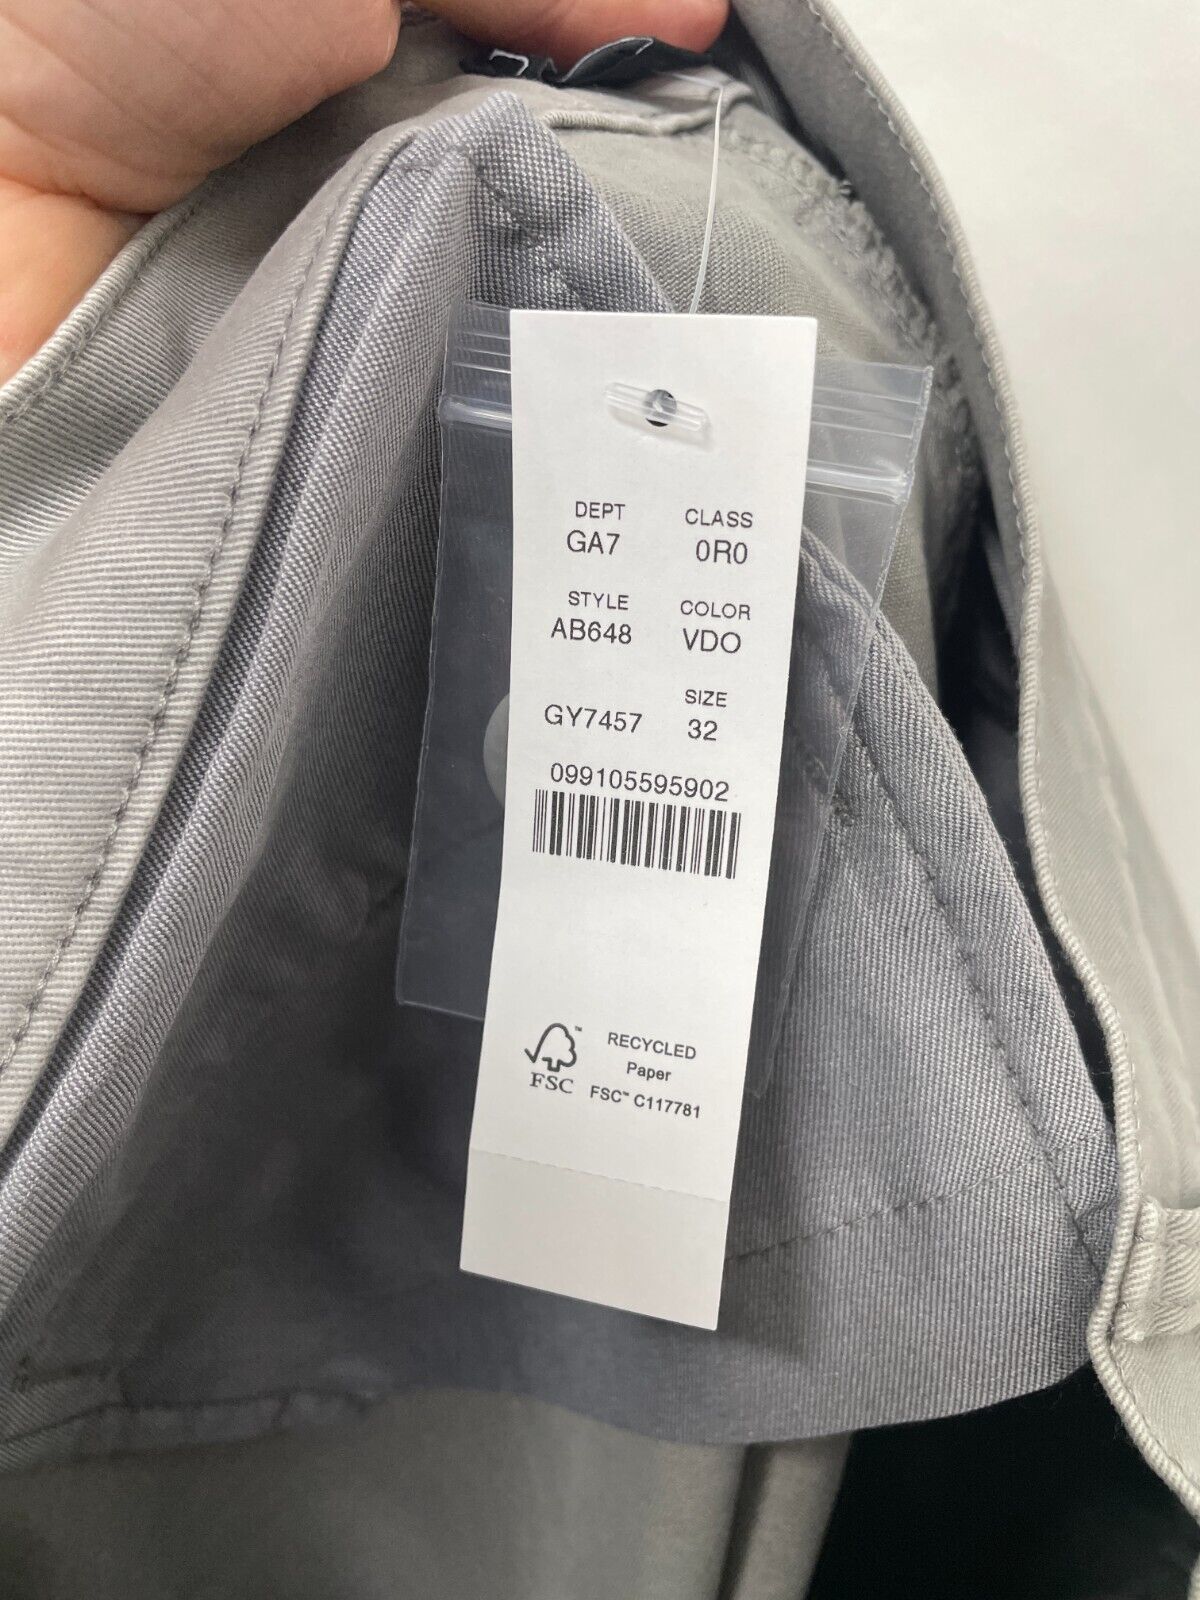 DEPT CLASS
GA7 0R0
STYLE COLOR
AB648 VDO
SIZE
GY7457 32
099105595902
RECYCLED
Paper
FSC FSC™ C117781